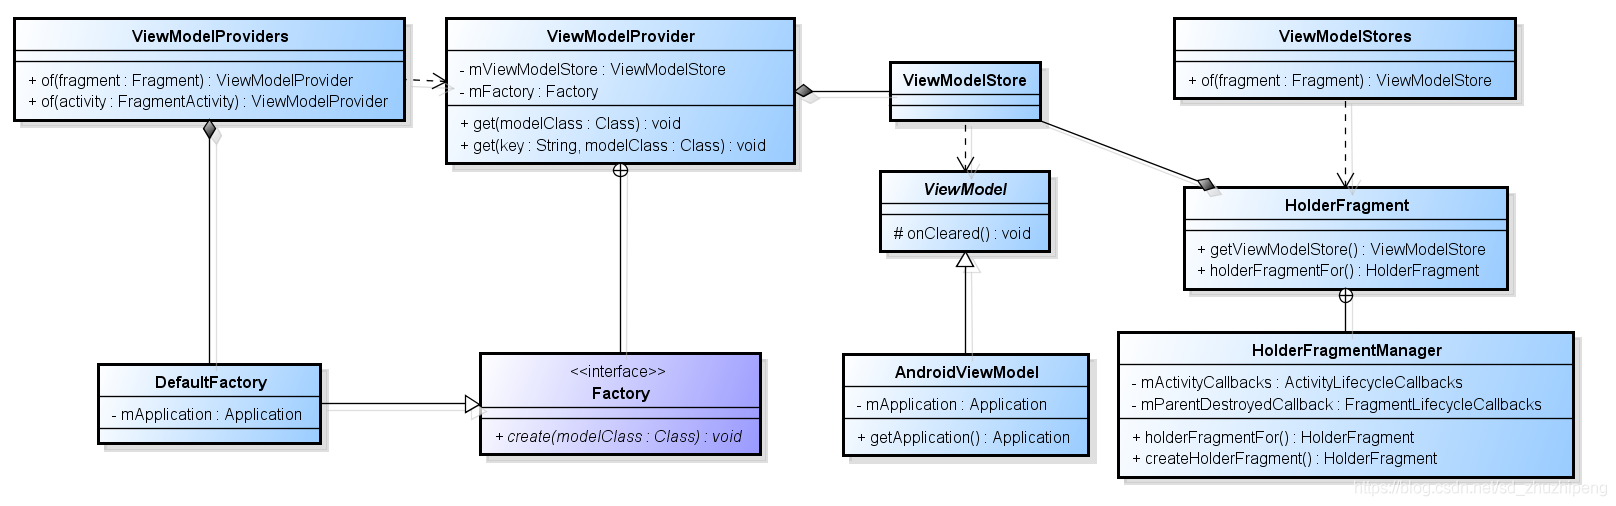 ViewModelProviders
+ of(fragment : Fragment) : ViewModelProvider
+ of(activity : FragmentActivity) : ViewModelProvider
ViewModelProvider
- mViewModelStore : ViewModelStore
- mFactory : Factory
+ get(modelClass : Class) : void
+ get(key : String, modelClass : Class) : void
ViewModelStore
ViewModelStores
+ of(fragment : Fragment) : ViewModelStore
ViewModel
# onCleared() : void
HolderFragment
+ getViewModelStore() : ViewModelStore
+ holderFragmentFor() : HolderFragment
DefaultFactory
- mApplication : Application
<<interface>>
Factory
+ create(modelClass : Class) : void
AndroidViewModel
- mApplication : Application
+ getApplication() : Application
HolderFragmentManager
- mActivityCallbacks : ActivityLifecycleCallbacks
- mParentDestroyedCallback : FragmentLifecycleCallbacks
+ holderFragmentFor() : HolderFragment
+ createHolderFragment() : HolderFragment
https://blog.csdn.net/sd_zhuzhipeng